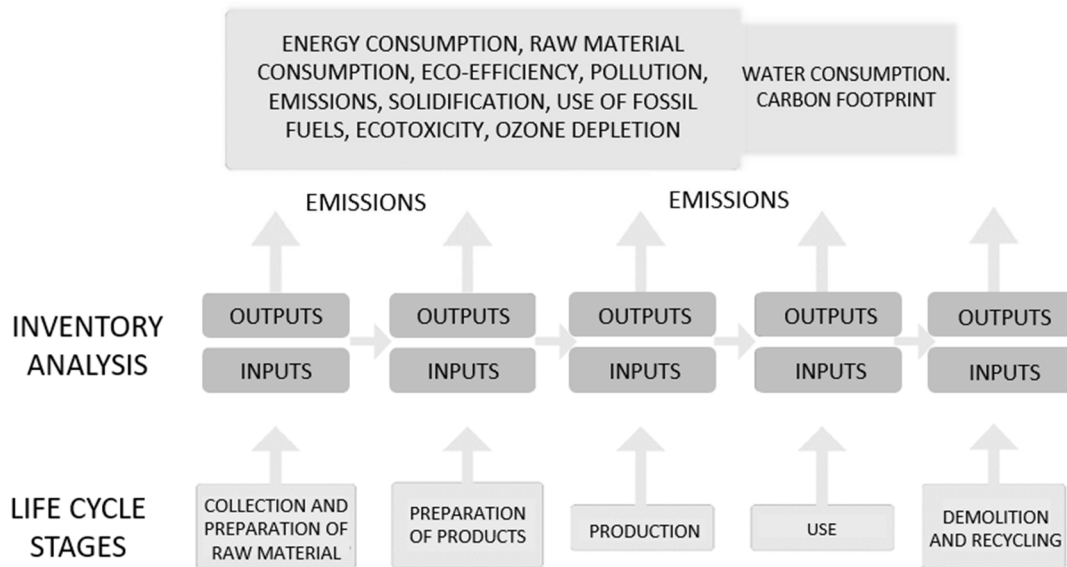 ENERGY CONSUMPTION, RAW MATERIAL
CONSUMPTION, ECO-EFFICIENCY, POLLUTION,
EMISSIONS, SOLIDIFICATION, USE OF FOSSIL
FUELS, ECOTOXICITY, OZONE DEPLETION
WATER CONSUMPTION.
CARBON FOOTPRINT
EMISSIONS
EMISSIONS
INVENTORY
ANALYSIS
OUTPUTS
OUTPUTS
OUTPUTS
OUTPUTS
OUTPUTS
INPUTS
INPUTS
INPUTS
INPUTS
INPUTS
LIFE CYCLE
STAGES
COLLECTION AND
PREPARATION OF
RAW MATERIAL
PREPARATION
OF PRODUCTS
PRODUCTION
USE
DEMOLITION
AND RECYCLING